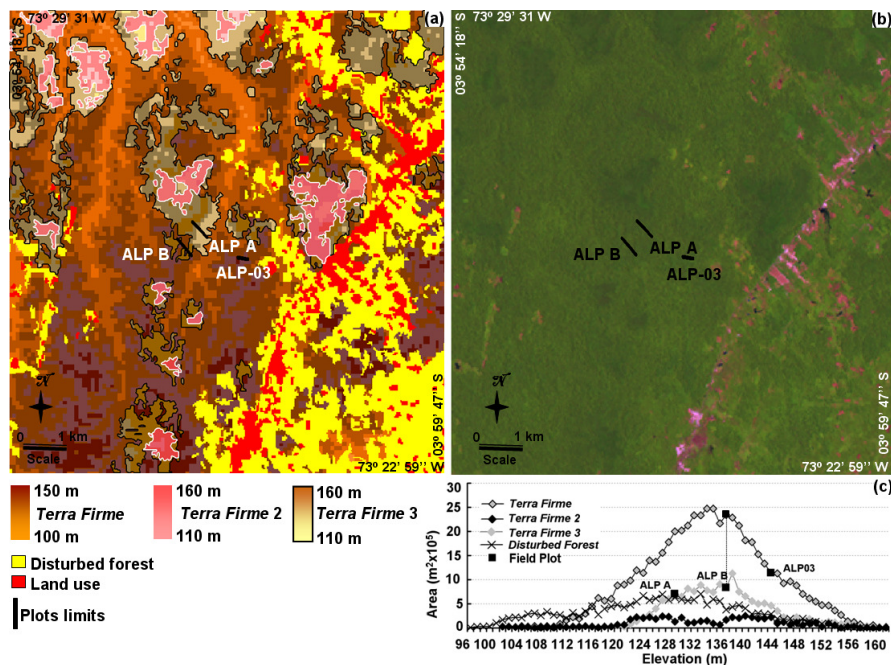 (a)
73º 29' 31'' W
03º 54' 18'' S
ALP A
ALP B
ALP-03
N
0 1 km
Scale
03º 59' 47'' S
73º 22' 59'' W
(b)
73º 29' 31'' W
03º 54' 18'' S
ALP A
ALP B
ALP-03
N
0 1 km
Scale
03º 59' 47'' S
73º 22' 59'' W
150 m
Terra Firme
100 m
160 m
Terra Firme 2
110 m
160 m
Terra Firme 3
110 m
Disturbed forest
Land use
Plots limits
(c)
Area (m²x10⁵)
30
25
20
15
10
5
0
Terra Firme
Terra Firme 2
Terra Firme 3
Disturbed Forest
Field Plot
ALP A
ALP B
ALP03
96 100 104 108 112 116 120 124 128 132 136 140 144 148 152 156 160
Elevation (m)